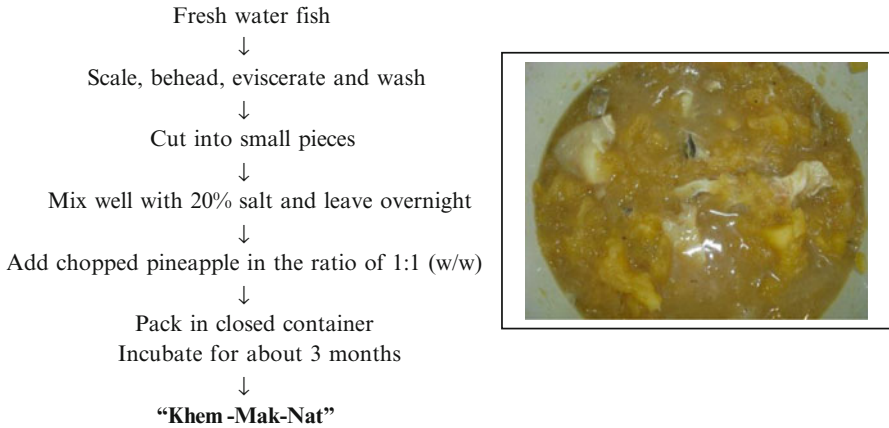 Fresh water fish
↓
Scale, behead, eviscerate and wash
↓
Cut into small pieces
↓
Mix well with 20% salt and leave overnight
↓
Add chopped pineapple in the ratio of 1:1 (w/w)
↓
Pack in closed container
Incubate for about 3 months
↓
“Khem -Mak-Nat”